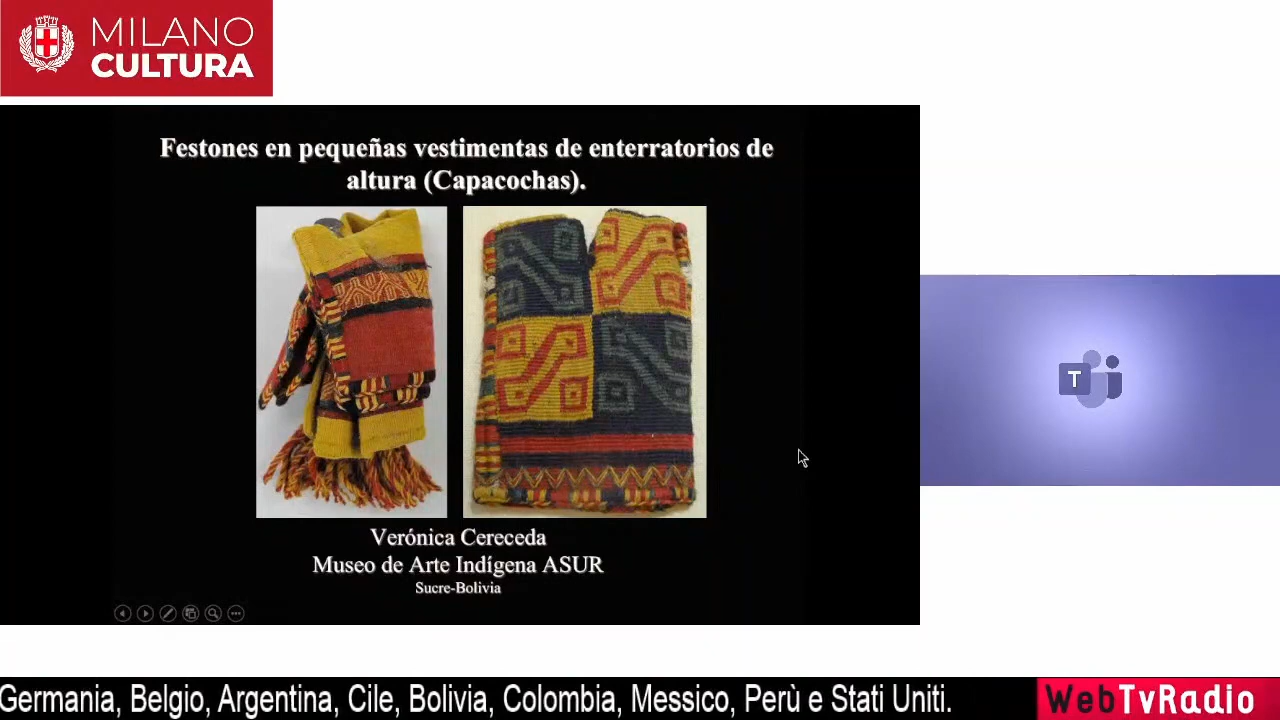 MILANO
CULTURA
Festones en pequeñas vestimentas de enterratorios de
altura (Capacochas).
T
Verónica Cereceda
Museo de Arte Indígena ASUR
Sucre-Bolivia
Germania, Belgio, Argentina, Cile, Bolivia, Colombia, Messico, Perù e Stati Uniti.
WebTvRadio